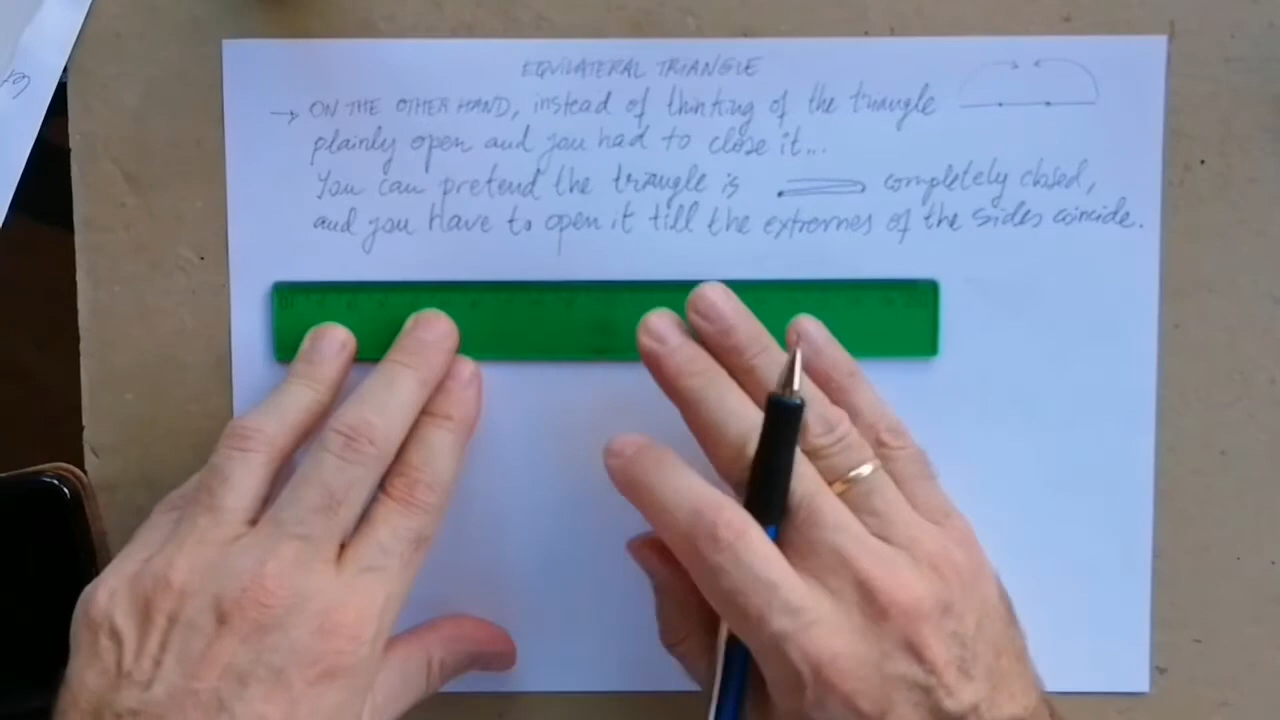 EQUILATERAL TRIANGLE
→ ON THE OTHER HAND, instead of thinking of the triangle
plainly open and you had to close it...
You can pretend the triangle is completely closed,
and you have to open it till the extremes of the sides coincide.